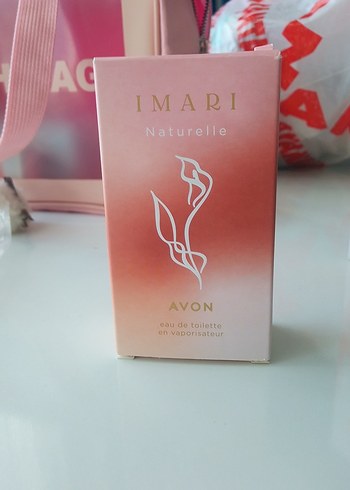 IMARI
Naturelle
AVON
eau de toilette
en vaporisateur